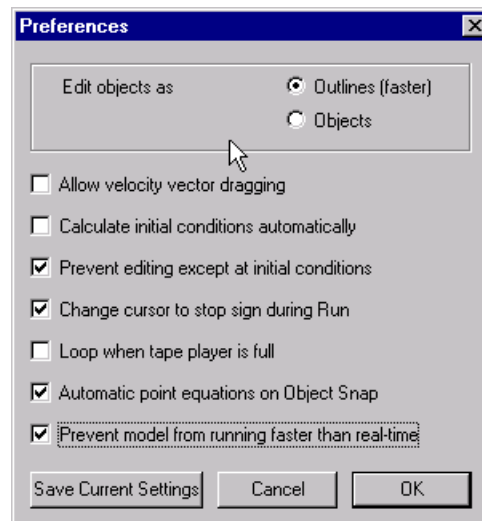 Preferences
Edit objects as
Outlines (faster)
Objects
Allow velocity vector dragging
Calculate initial conditions automatically
Prevent editing except at initial conditions
Change cursor to stop sign during Run
Loop when tape player is full
Automatic point equations on Object Snap
Prevent model from running faster than real-time
Save Current Settings Cancel OK